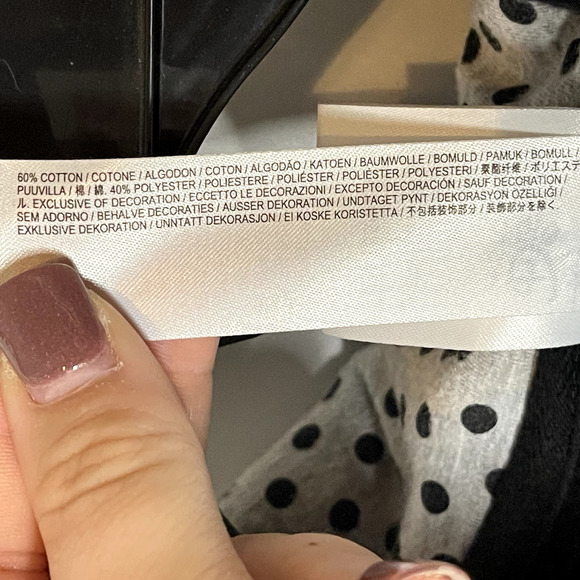 60% COTTON / COTONE / ALGODON / COTON / ALGODÃO / KATOEN / BAUMWOLLE / BOMULD / PAMUK / BOMULL /
PUUVILLA / 棉 / 綿. 40% POLYESTER / POLIESTERE / POLIÉSTER / POLIÉSTER / POLYESTERI / 聚酯纤维 / ポリエステ
ル. EXCLUSIVE OF DECORATION / ECCETTO LE DECORAZIONI / EXCEPTO DECORACIÓN / SAUF DECORATION /
SEM ADORNO / BEHALVE DECORATIES / AUSSER DEKORATION / UNDTAGET PYNT / DEKORASYON ÖZELLIĞI /
EXKLUSIVE DEKORATION / UNNTATT DEKORASJON / EI KOSKE KORISTETTA / 不包括装饰部分 / 装飾部分を除く.